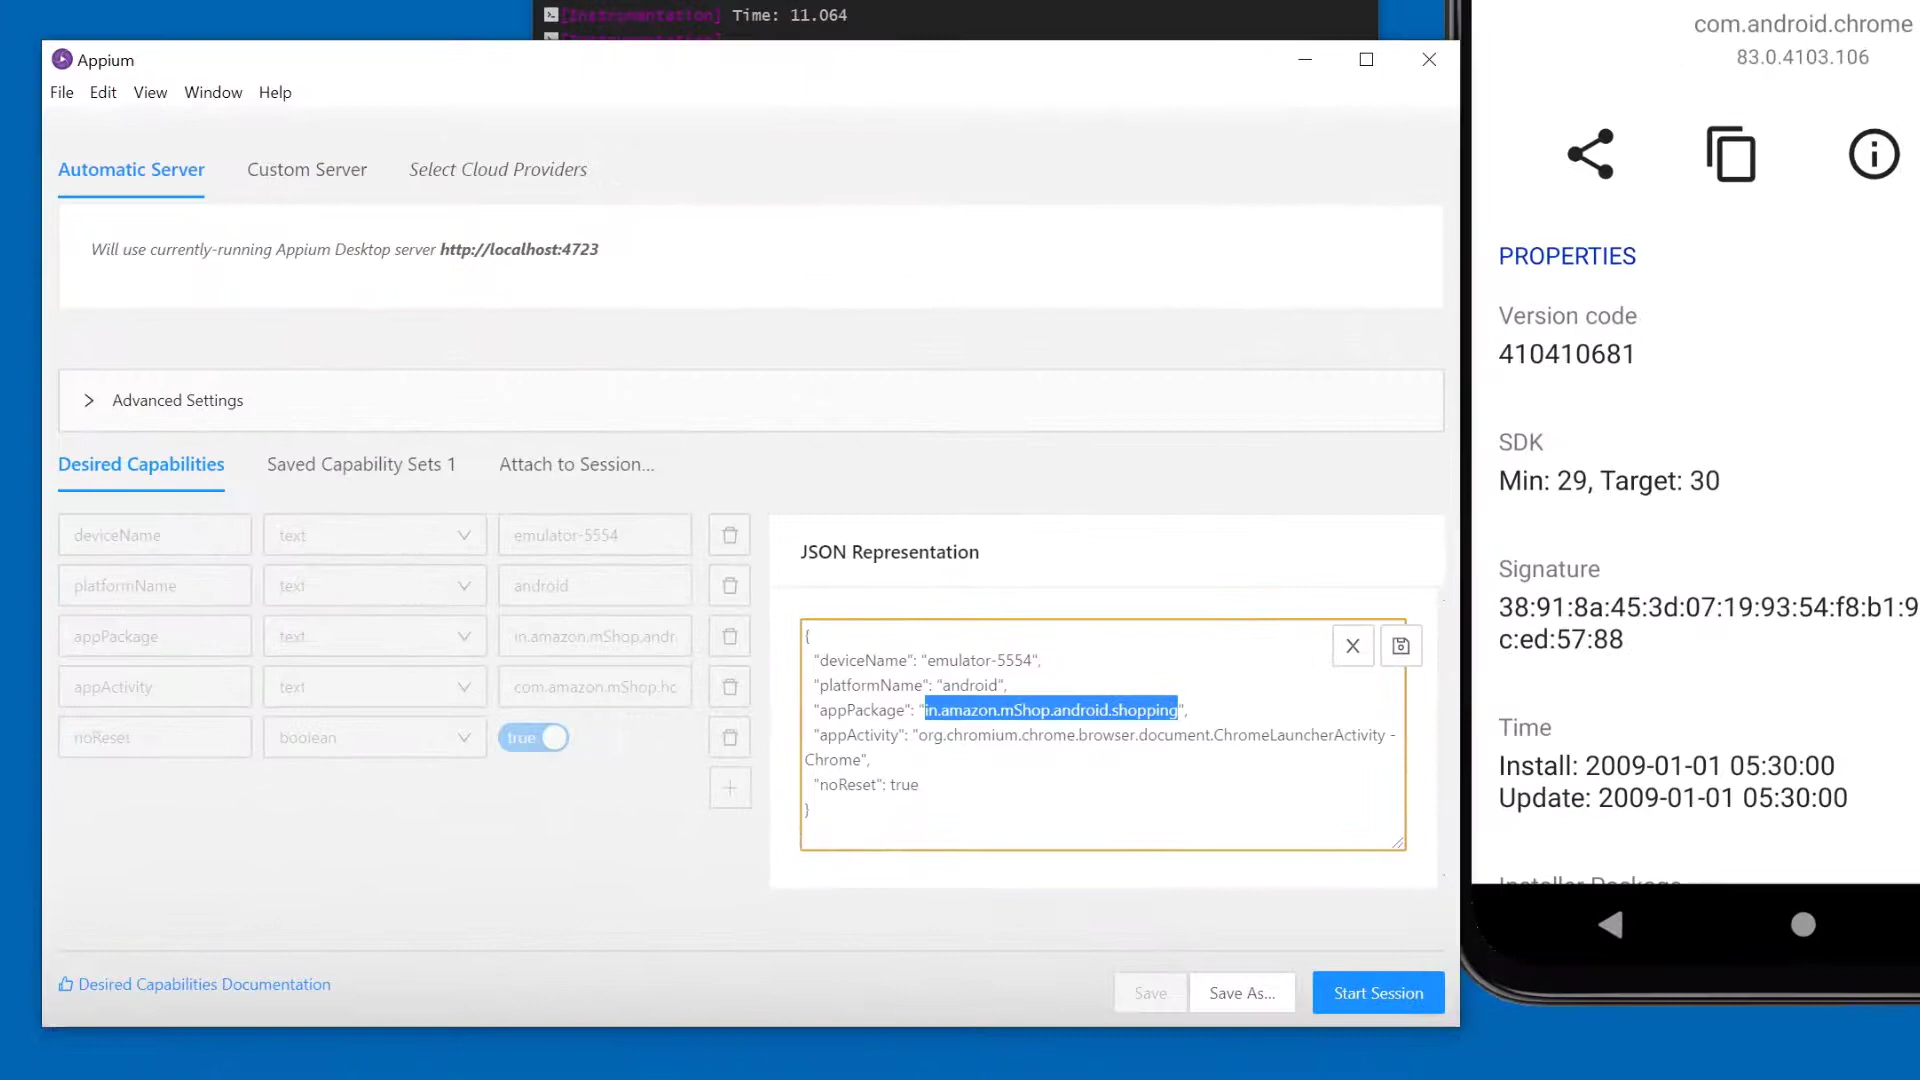 [Instrumentation] Time: 11.064
Appium
File Edit View Window Help
Automatic Server Custom Server Select Cloud Providers
Will use currently-running Appium Desktop server http://localhost:4723
Advanced Settings
Desired Capabilities Saved Capability Sets 1 Attach to Session...
deviceName text emulator-5554
platformName text android
appPackage text in.amazon.mShop.andr
appActivity text com.amazon.mShop.hc
noReset boolean true
JSON Representation
{
"deviceName": "emulator-5554",
"platformName": "android",
"appPackage": "in.amazon.mShop.android.shopping",
"appActivity": "org.chromium.chrome.browser.document.ChromeLauncherActivity -
Chrome",
"noReset": true
}
Desired Capabilities Documentation
Save Save As... Start Session
com.android.chrome
83.0.4103.106
PROPERTIES
Version code
410410681
SDK
Min: 29, Target: 30
Signature
38:91:8a:45:3d:07:19:93:54:f8:b1:9
c:ed:57:88
Time
Install: 2009-01-01 05:30:00
Update: 2009-01-01 05:30:00